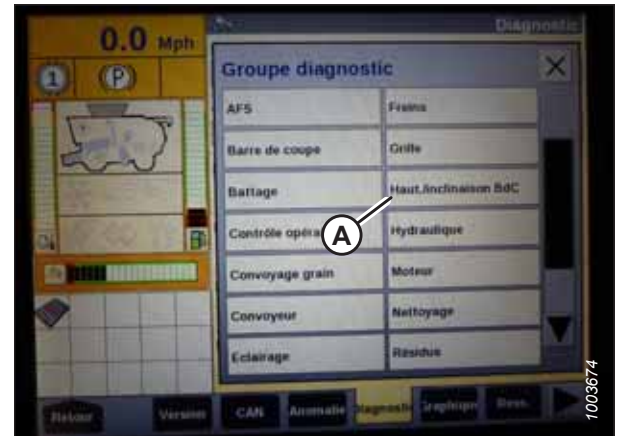 0.0 Mph
Diagnostic
1 (P)
Groupe diagnostic
AFS
Freins
Barre de coupe
Grille
Battage
Haut./inclinaison BdC
Contrôle opéra
A
Hydraulique
Convoyage grain
Moteur
Convoyeur
Nettoyage
Eclairage
Résidus
Retour
Version
CAN
Anomalie
Diagnostic
Graphique
Ress.
1003674